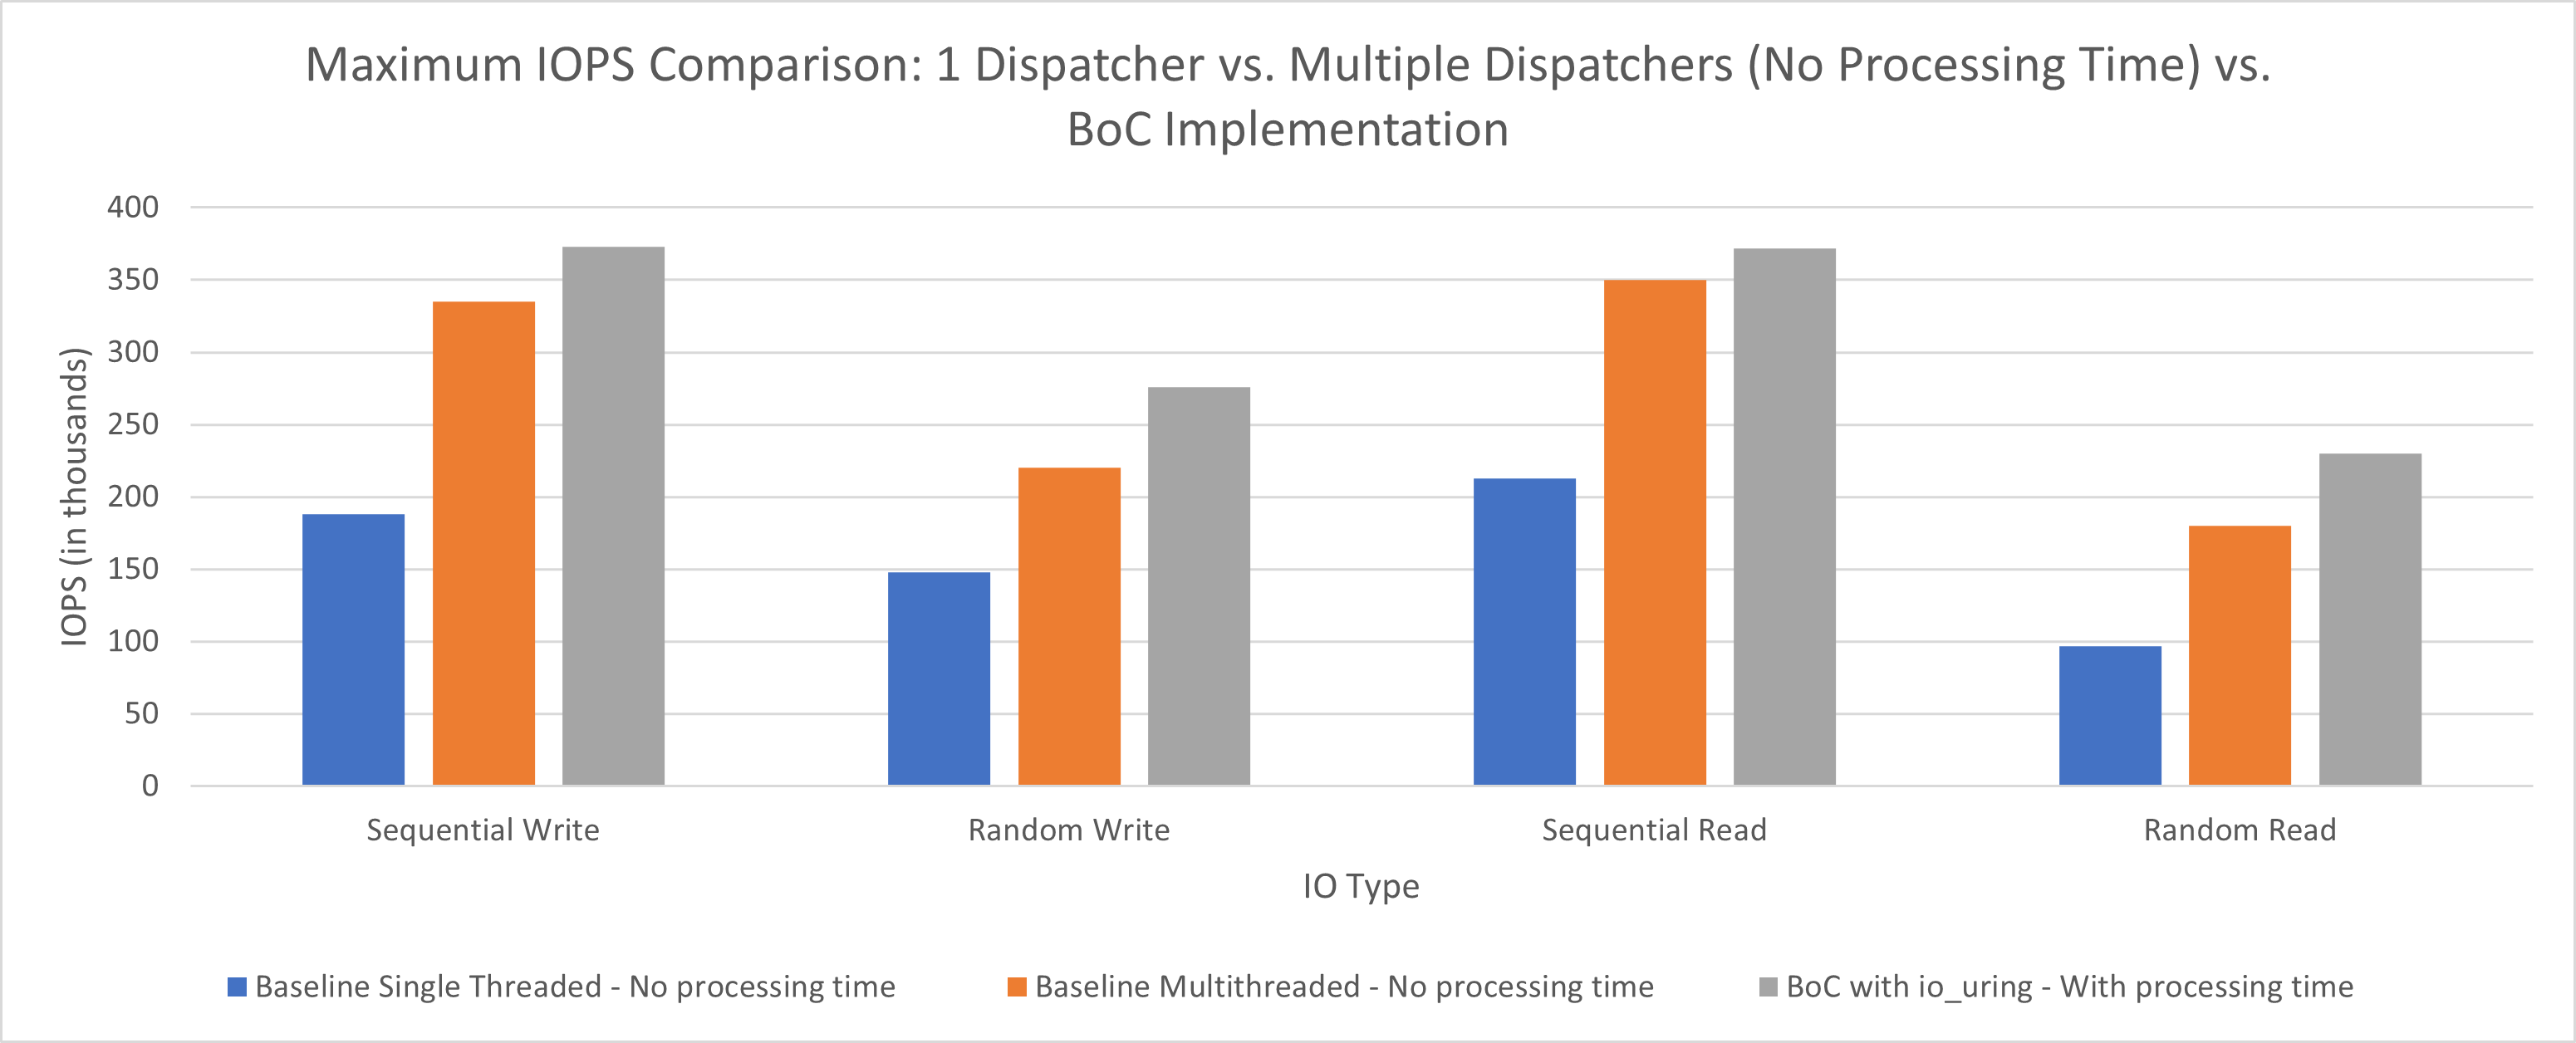 Maximum IOPS Comparison: 1 Dispatcher vs. Multiple Dispatchers (No Processing Time) vs.
BoC Implementation
IOPS (in thousands)
400
350
300
250
200
150
100
50
0
Sequential Write
Random Write
Sequential Read
Random Read
IO Type
Baseline Single Threaded - No processing time
Baseline Multithreaded - No processing time
BoC with io_uring - With processing time